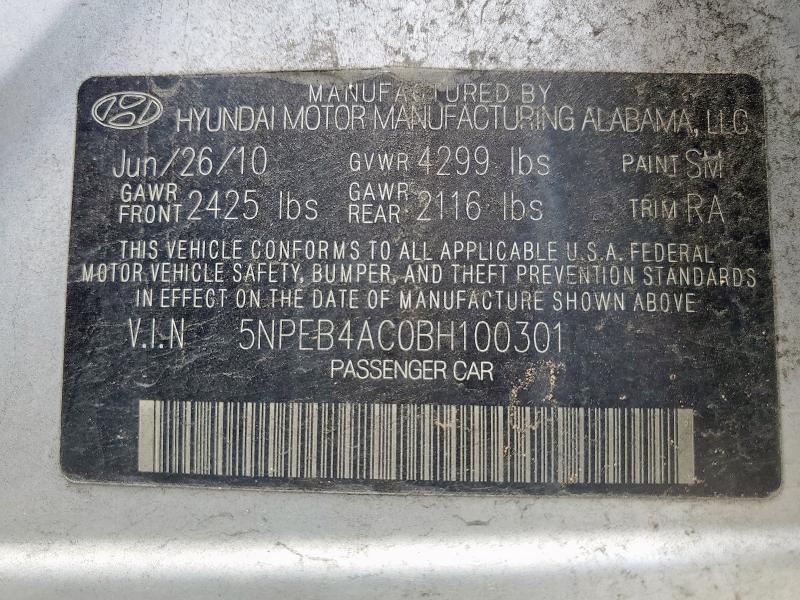 MANUFACTURED BY
HYUNDAI MOTOR MANUFACTURING ALABAMA, LLC
Jun/26/10 GVWR 4299 lbs PAINT SM
GAWR FRONT 2425 lbs GAWR REAR 2116 lbs TRIM RA
THIS VEHICLE CONFORMS TO ALL APPLICABLE U.S.A. FEDERAL
MOTOR VEHICLE SAFETY, BUMPER, AND THEFT PREVENTION STANDARDS
IN EFFECT ON THE DATE OF MANUFACTURE SHOWN ABOVE.
V.I.N 5NPEB4AC0BH100301
PASSENGER CAR